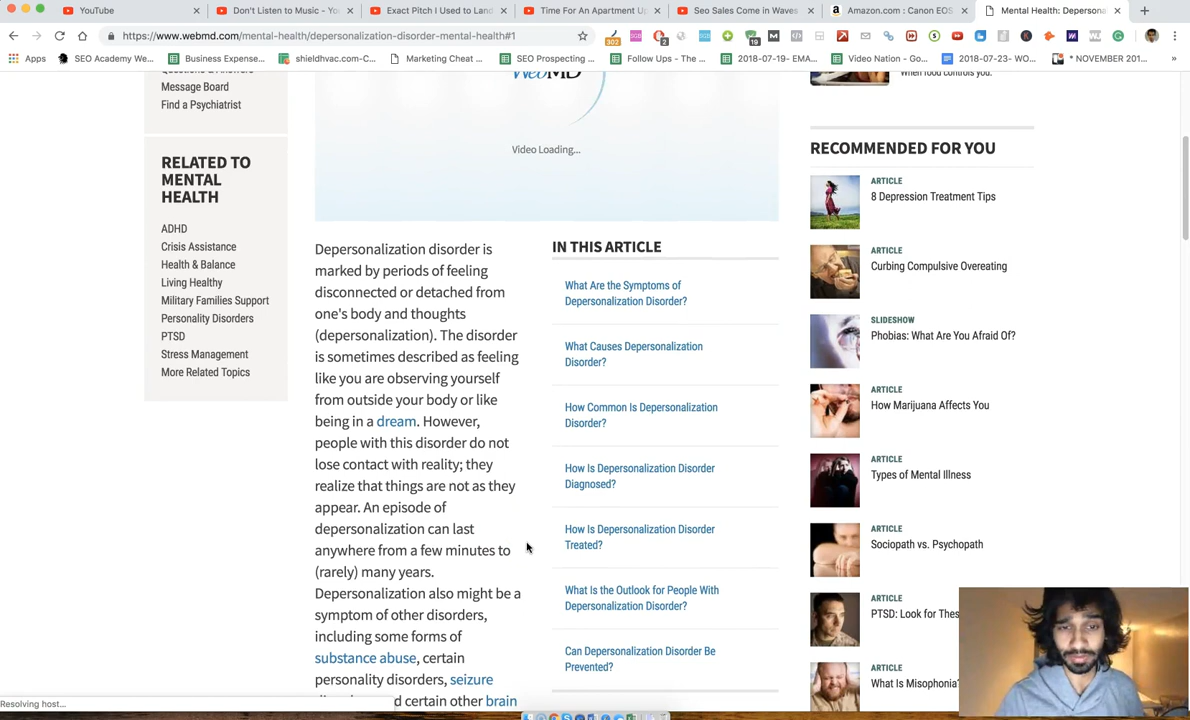 YouTube
Don't Listen to Music - Yo
Exact Pitch I Used to Land
Time For An Apartment Up
Seo Sales Come in Waves
Amazon.com : Canon EOS
Mental Health: Depersona
https://www.webmd.com/mental-health/depersonalization-disorder-mental-health#1
302
2
19
Apps
SEO Academy We...
Business Expense...
shieldhvac.com-C...
Marketing Cheat ...
SEO Prospecting ...
Follow Ups - The ...
2018-07-19- EMA...
Video Nation - Go...
2018-07-23- WO...
* NOVEMBER 201...
»
Questions & Answers
Message Board
Find a Psychiatrist
RELATED TO
MENTAL
HEALTH
ADHD
Crisis Assistance
Health & Balance
Living Healthy
Military Families Support
Personality Disorders
PTSD
Stress Management
More Related Topics
WebMD
Video Loading...
Depersonalization disorder is
marked by periods of feeling
disconnected or detached from
one's body and thoughts
(depersonalization). The disorder
is sometimes described as feeling
like you are observing yourself
from outside your body or like
being in a dream. However,
people with this disorder do not
lose contact with reality; they
realize that things are not as they
appear. An episode of
depersonalization can last
anywhere from a few minutes to
(rarely) many years.
Depersonalization also might be a
symptom of other disorders,
including some forms of
substance abuse, certain
personality disorders, seizure
d certain other brain
IN THIS ARTICLE
What Are the Symptoms of
Depersonalization Disorder?
What Causes Depersonalization
Disorder?
How Common Is Depersonalization
Disorder?
How Is Depersonalization Disorder
Diagnosed?
How Is Depersonalization Disorder
Treated?
What Is the Outlook for People With
Depersonalization Disorder?
Can Depersonalization Disorder Be
Prevented?
When food controls you.
RECOMMENDED FOR YOU
ARTICLE
8 Depression Treatment Tips
ARTICLE
Curbing Compulsive Overeating
SLIDESHOW
Phobias: What Are You Afraid Of?
ARTICLE
How Marijuana Affects You
ARTICLE
Types of Mental Illness
ARTICLE
Sociopath vs. Psychopath
ARTICLE
PTSD: Look for Thes
ARTICLE
What Is Misophonia?
Resolving host...